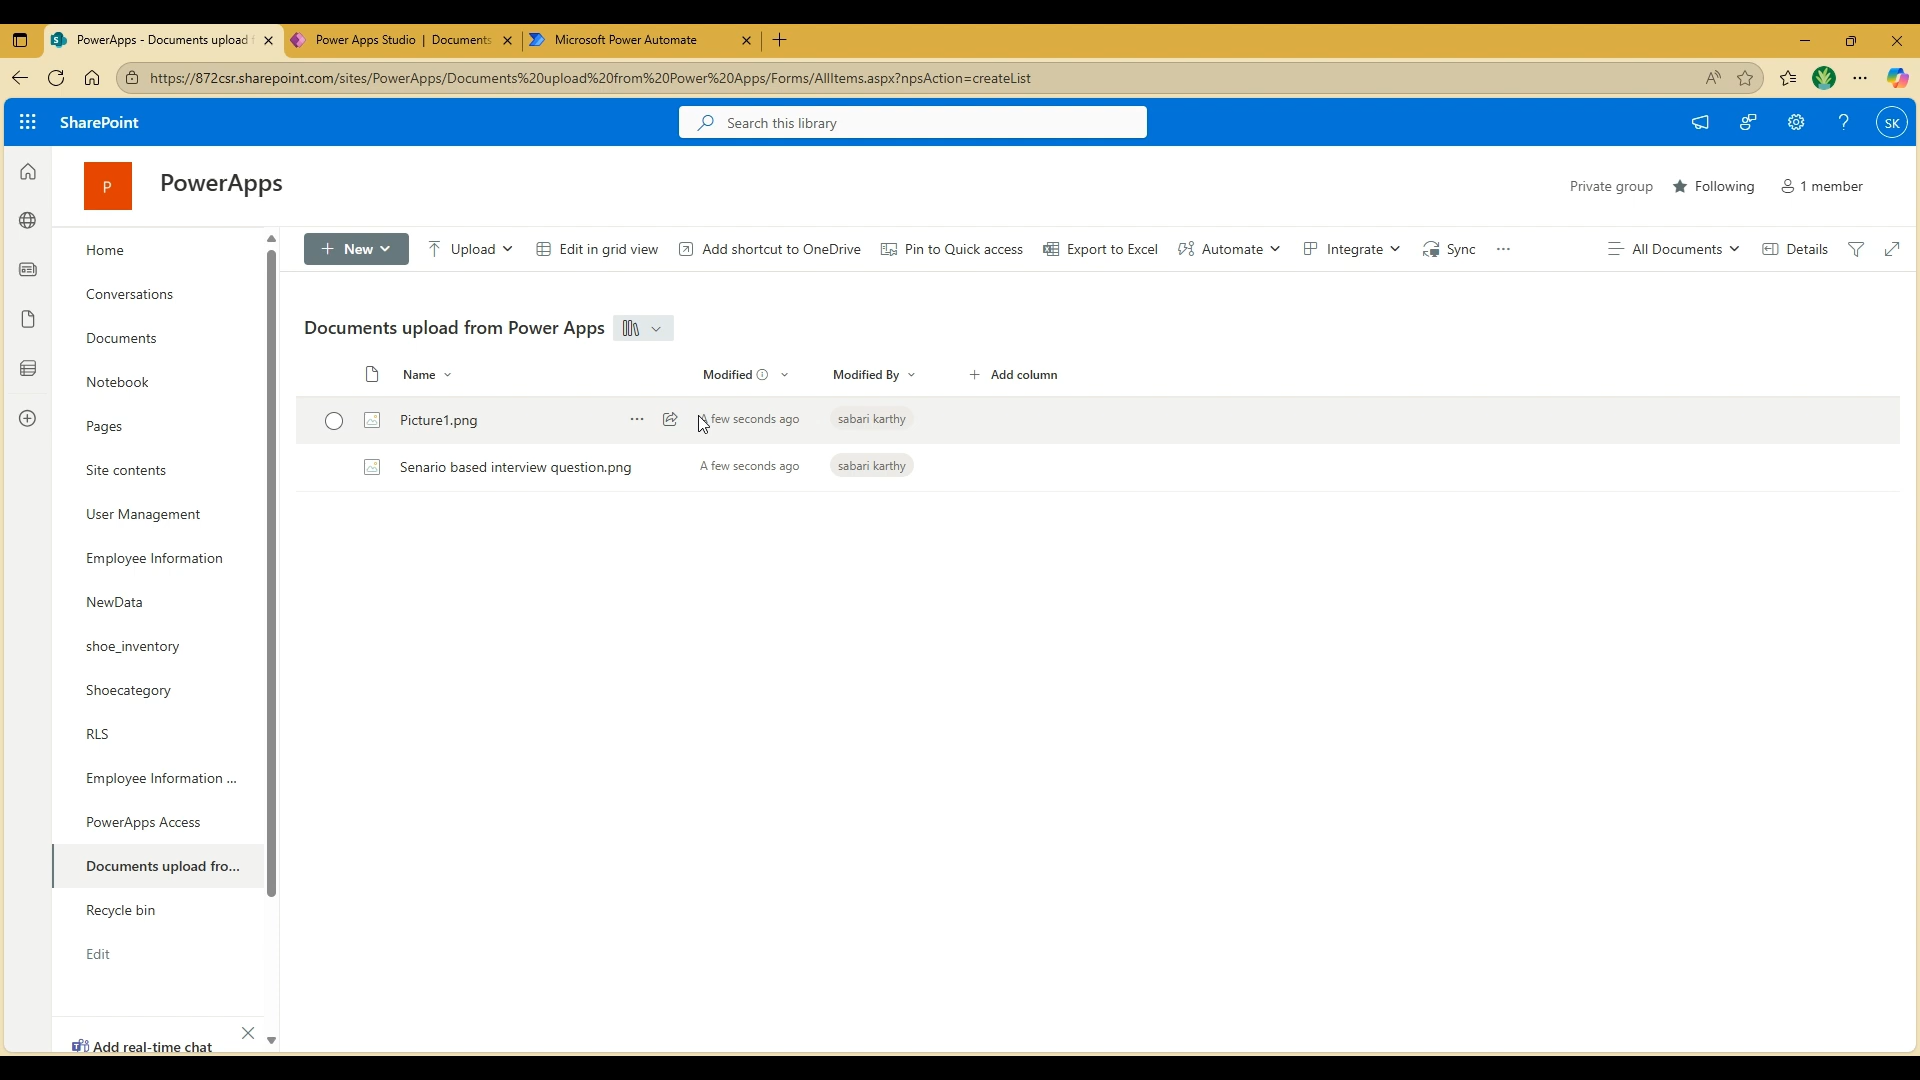 PowerApps - Documents upload
Power Apps Studio | Documents
Microsoft Power Automate
https://872csr.sharepoint.com/sites/PowerApps/Documents%20upload%20from%20Power%20Apps/Forms/AllItems.aspx?npsAction=createList
SharePoint
Search this library
SK
P
PowerApps
Private group
Following
1 member
Home
Conversations
Documents
Notebook
Pages
Site contents
User Management
Employee Information
NewData
shoe_inventory
Shoecategory
RLS
Employee Information ...
PowerApps Access
Documents upload fro...
Recycle bin
Edit
Add real-time chat
New
Upload
Edit in grid view
Add shortcut to OneDrive
Pin to Quick access
Export to Excel
Automate
Integrate
Sync
All Documents
Details
Documents upload from Power Apps
Name
Modified
Modified By
Add column
Picture1.png
A few seconds ago
sabari karthy
Senario based interview question.png
A few seconds ago
sabari karthy